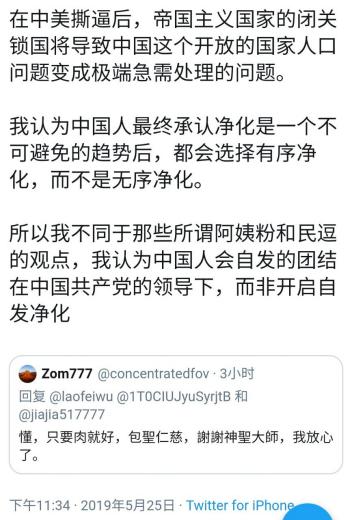 在中美撕逼后，帝国主义国家的闭关
锁国将导致中国这个开放的国家人口
问题变成极端急需处理的问题。
我认为中国人最终承认净化是一个不
可避免的趋势后，都会选择有序净
化，而不是无序净化。
所以我不同于那些所谓阿姨粉和民逗
的观点，我认为中国人会自发的团结
在中国共产党的领导下，而非开启自
发净化
Zom777 @concentratedfov · 3小时
回复 @laofeiwu @1T0CIUJyuSyrjtB 和
@jiajia517777
懂，只要肉就好，包聖仁慈，謝謝神聖大師，我放心
了。
下午11:34 · 2019年5月25日 · Twitter for iPhone